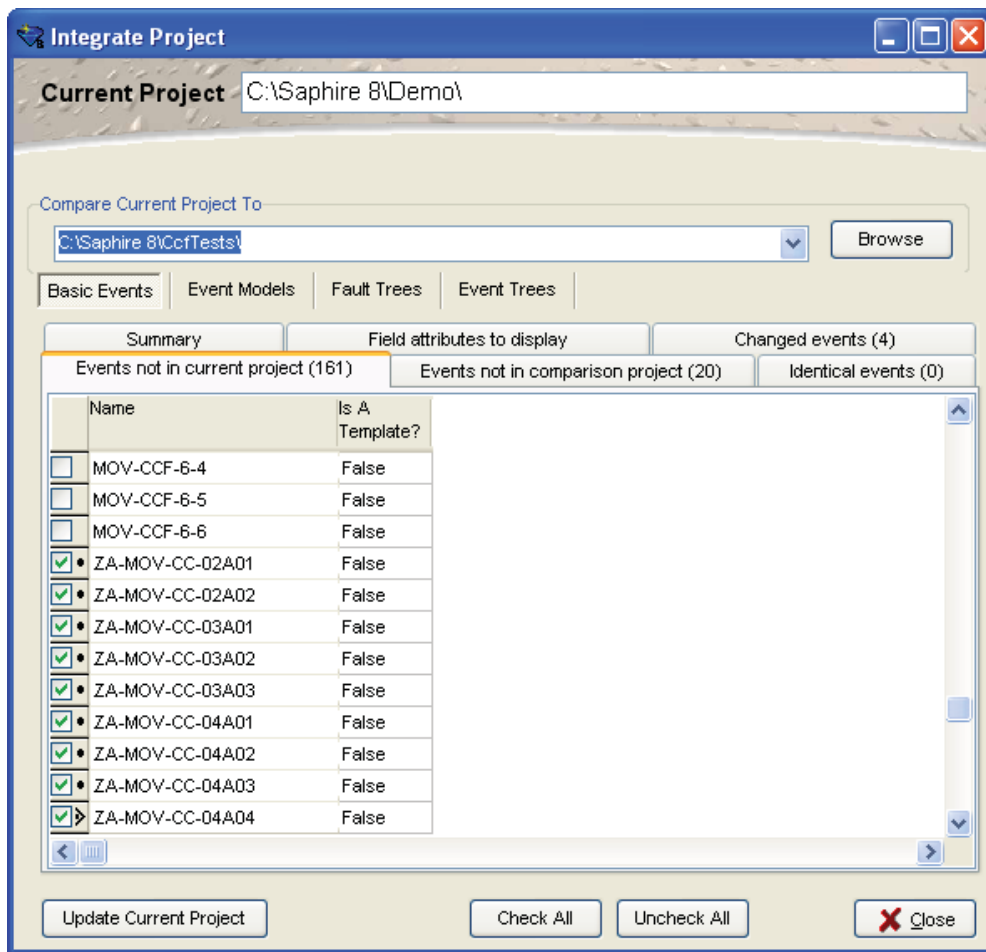 Integrate Project
Current Project C:\Saphire 8\Demo\
Compare Current Project To
C:\Saphire 8\CcfTests\ Browse
Basic Events Event Models Fault Trees Event Trees
Summary Field attributes to display Changed events (4)
Events not in current project (161) Events not in comparison project (20) Identical events (0)
Name Is A
Template?
MOV-CCF-6-4 False
MOV-CCF-6-5 False
MOV-CCF-6-6 False
ZA-MOV-CC-02A01 False
ZA-MOV-CC-02A02 False
ZA-MOV-CC-03A01 False
ZA-MOV-CC-03A02 False
ZA-MOV-CC-03A03 False
ZA-MOV-CC-04A01 False
ZA-MOV-CC-04A02 False
ZA-MOV-CC-04A03 False
ZA-MOV-CC-04A04 False
Update Current Project Check All Uncheck All Close